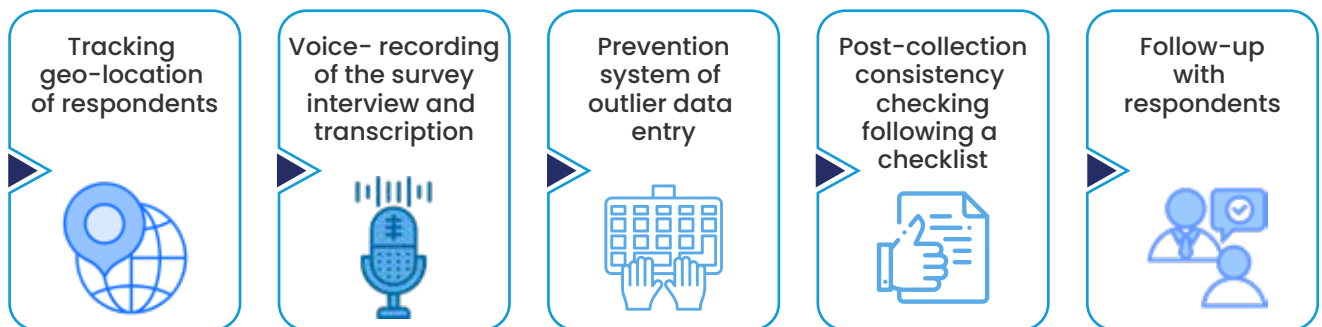 Tracking
geo-location
of respondents
Voice- recording
of the survey
interview and
transcription
Prevention
system of
outlier data
entry
Post-collection
consistency
checking
following a
checklist
Follow-up
with
respondents